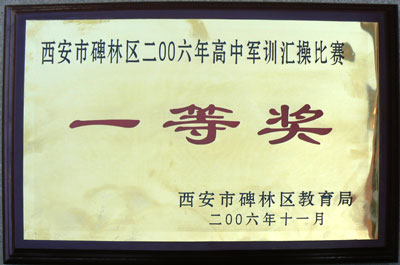 西安市碑林区二00六年高中军训汇操比赛
一等奖
西安市碑林区教育局
二00六年十一月